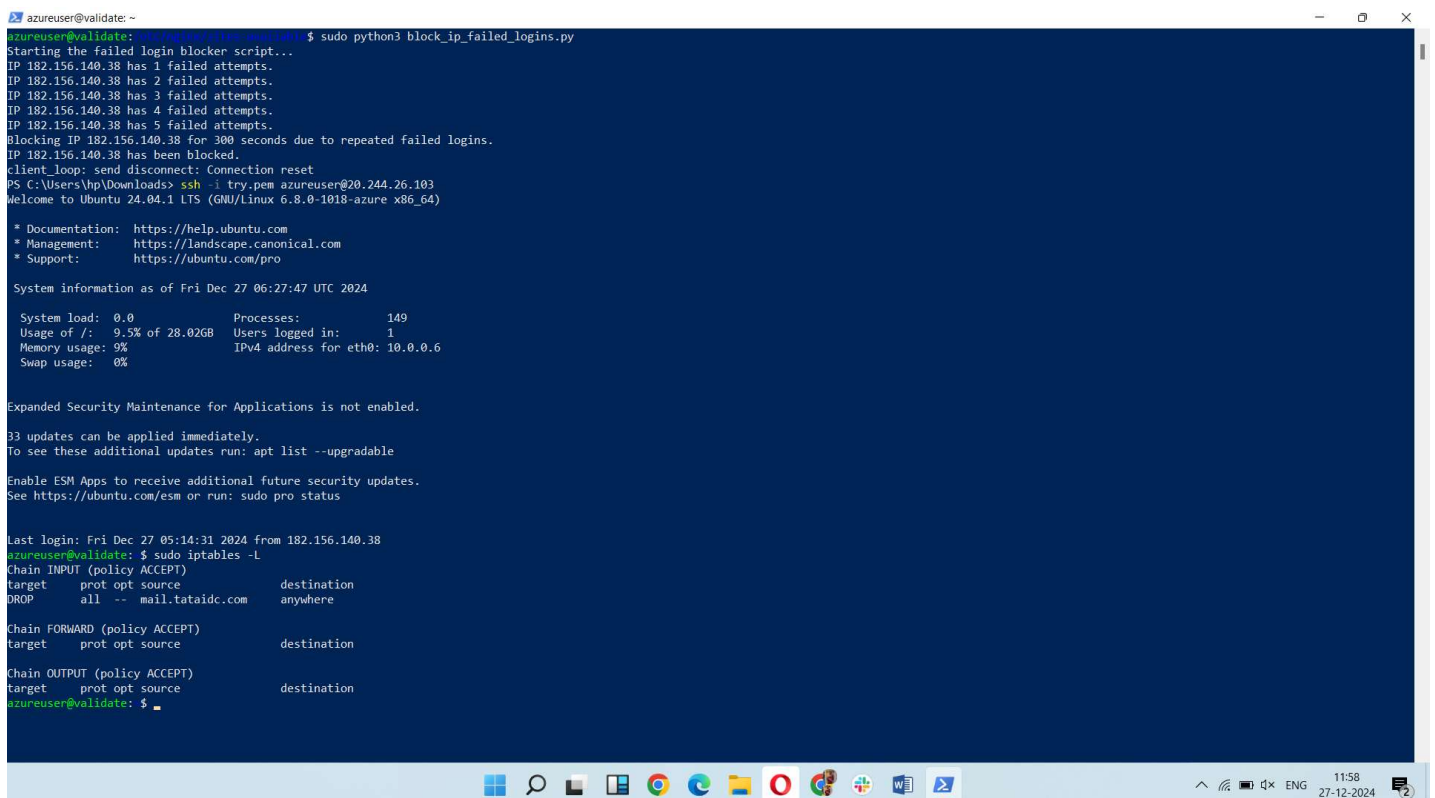 azureuser@validate: ~
azureuser@validate: $ sudo python3 block_ip_failed_logins.py
Starting the failed login blocker script...
IP 182.156.140.38 has 1 failed attempts.
IP 182.156.140.38 has 2 failed attempts.
IP 182.156.140.38 has 3 failed attempts.
IP 182.156.140.38 has 4 failed attempts.
IP 182.156.140.38 has 5 failed attempts.
Blocking IP 182.156.140.38 for 300 seconds due to repeated failed logins.
IP 182.156.140.38 has been blocked.
client_loop: send disconnect: Connection reset
PS C:\Users\hp\Downloads> ssh -i try.pem azureuser@20.244.26.103
Welcome to Ubuntu 24.04.1 LTS (GNU/Linux 6.8.0-1018-azure x86_64)
* Documentation: https://help.ubuntu.com
* Management: https://landscape.canonical.com
* Support: https://ubuntu.com/pro
System information as of Fri Dec 27 06:27:47 UTC 2024
System load: 0.0 Processes: 149
Usage of /: 9.5% of 28.02GB Users logged in: 1
Memory usage: 9% IPv4 address for eth0: 10.0.0.6
Swap usage: 0%
Expanded Security Maintenance for Applications is not enabled.
33 updates can be applied immediately.
To see these additional updates run: apt list --upgradable
Enable ESM Apps to receive additional future security updates.
See https://ubuntu.com/esm or run: sudo pro status
Last login: Fri Dec 27 05:14:31 2024 from 182.156.140.38
azureuser@validate: $ sudo iptables -L
Chain INPUT (policy ACCEPT)
target prot opt source destination
DROP all -- mail.tataidc.com anywhere
Chain FORWARD (policy ACCEPT)
target prot opt source destination
Chain OUTPUT (policy ACCEPT)
target prot opt source destination
azureuser@validate: $
ENG
11:58
27-12-2024
2